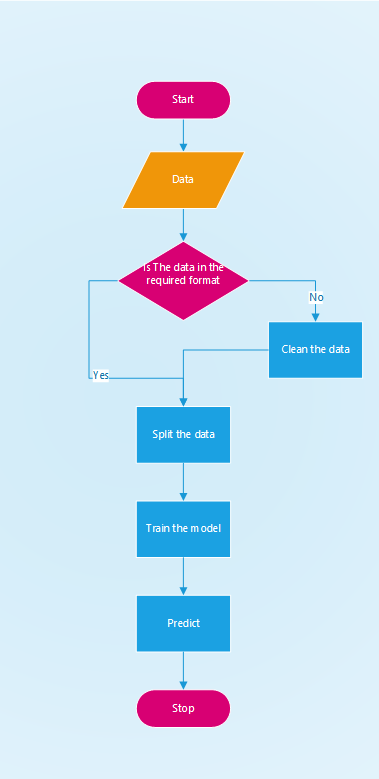 Start
Data
Is The data in the
required format
No
Clean the data
Yes
Split the data
Train the model
Predict
Stop